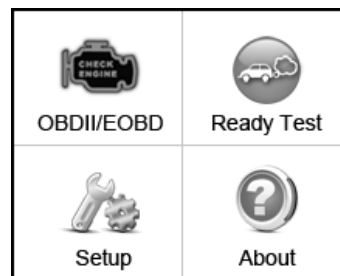 CHECK
ENGINE
OBDII/EOBD
Ready Test
?
Setup
About